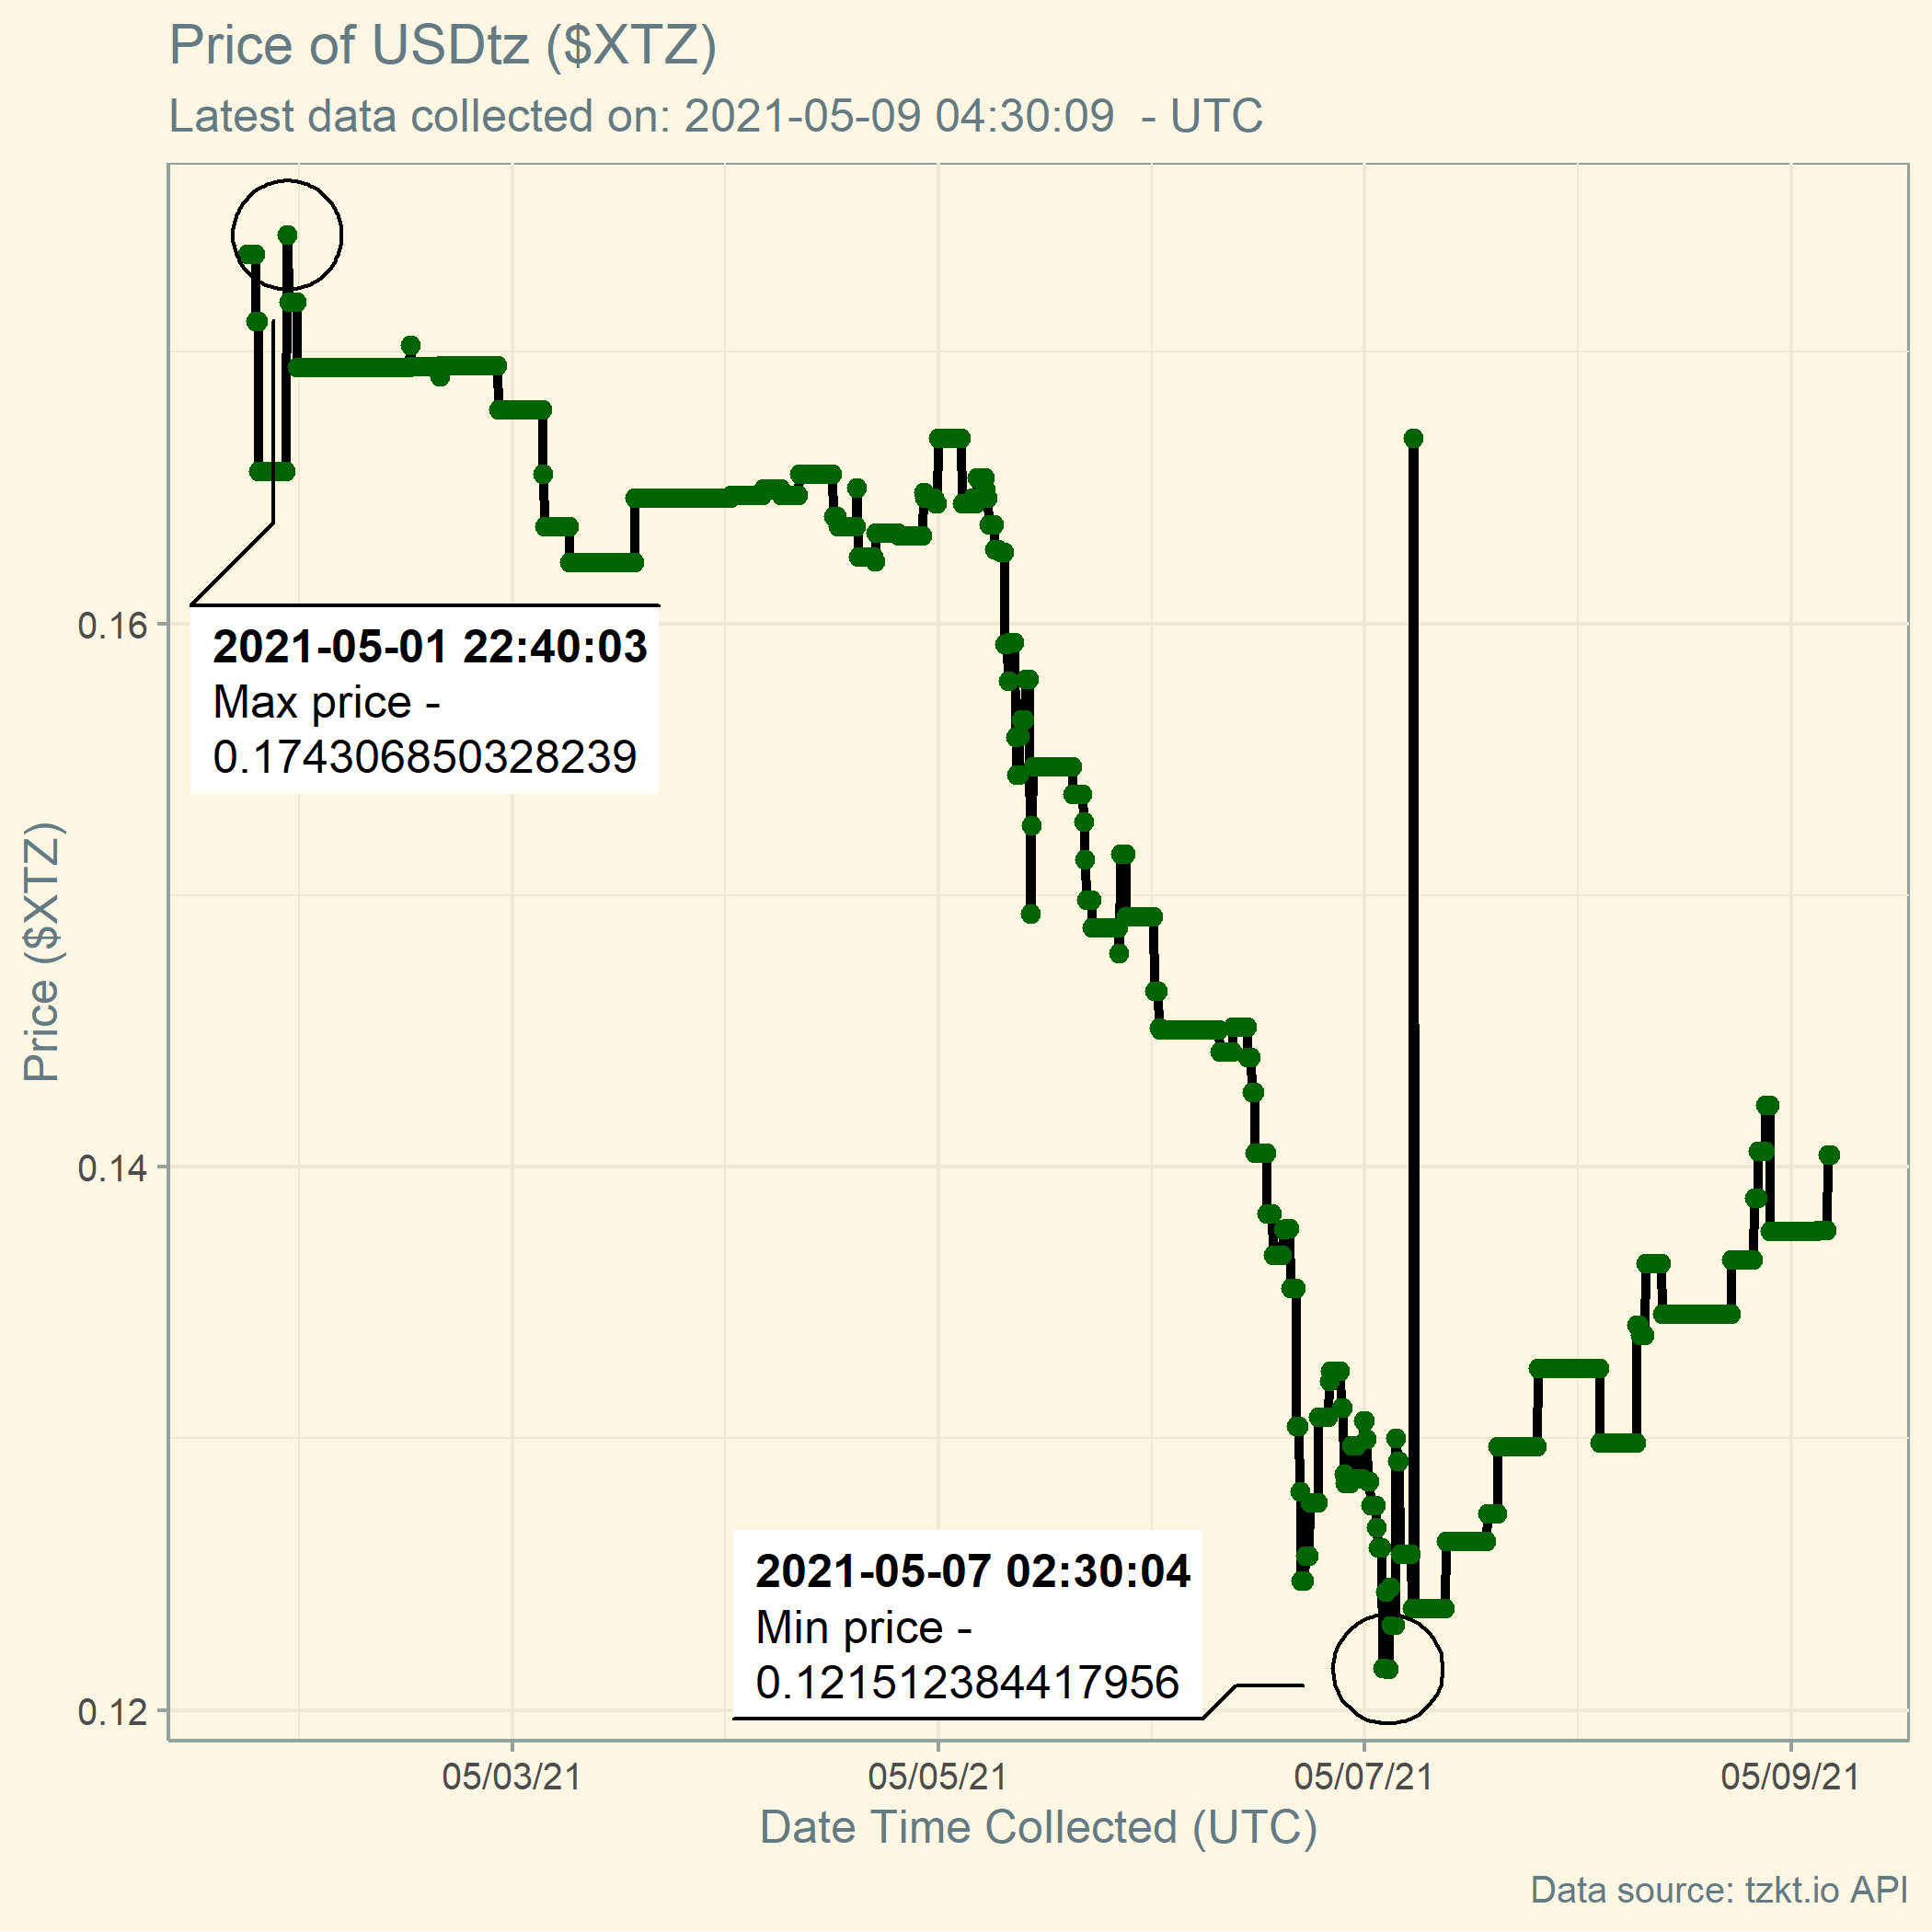 Price of USDtz ($XTZ)
Latest data collected on: 2021-05-09 04:30:09  - UTC
Price ($XTZ)
0.16
0.14
0.12
2021-05-01 22:40:03
Max price -
0.174306850328239
2021-05-07 02:30:04
Min price -
0.121512384417956
05/03/21
05/05/21
05/07/21
05/09/21
Date Time Collected (UTC)
Data source: tzkt.io API